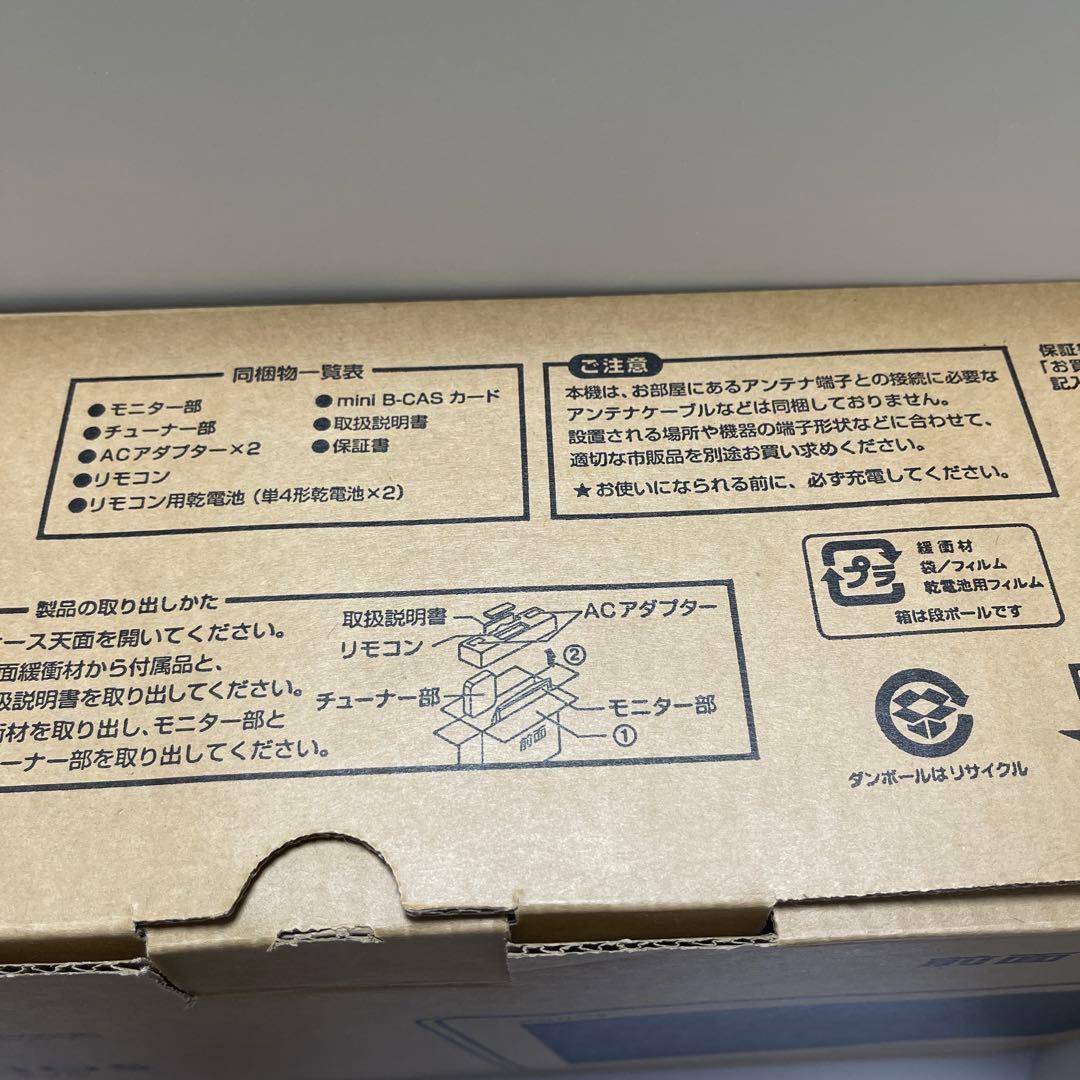 同梱物一覧表
●モニター部
●チューナー部
●ACアダプター×2
●リモコン
●リモコン用乾電池（単4形乾電池×2）
●mini B-CAS カード
●取扱説明書
●保証書
ご注意
本機は、お部屋にあるアンテナ端子との接続に必要な
アンテナケーブルなどは同梱しておりません。
設置される場所や機器の端子形状などに合わせて、
適切な市販品を別途お買い求めください。
★お使いになられる前に、必ず充電してください。
保証
「お買
記入
プラ
緩衝材
袋/フィルム
乾電池用フィルム
箱は段ボールです
製品の取り出しかた
ース天面を開いてください。
面緩衝材から付属品と、
扱説明書を取り出してください。
衝材を取り出し、モニター部と
ーナー部を取り出してください。
取扱説明書
リモコン
チューナー部
ACアダプター
②
モニター部
①
前面
ダンボールはリサイクル
前面